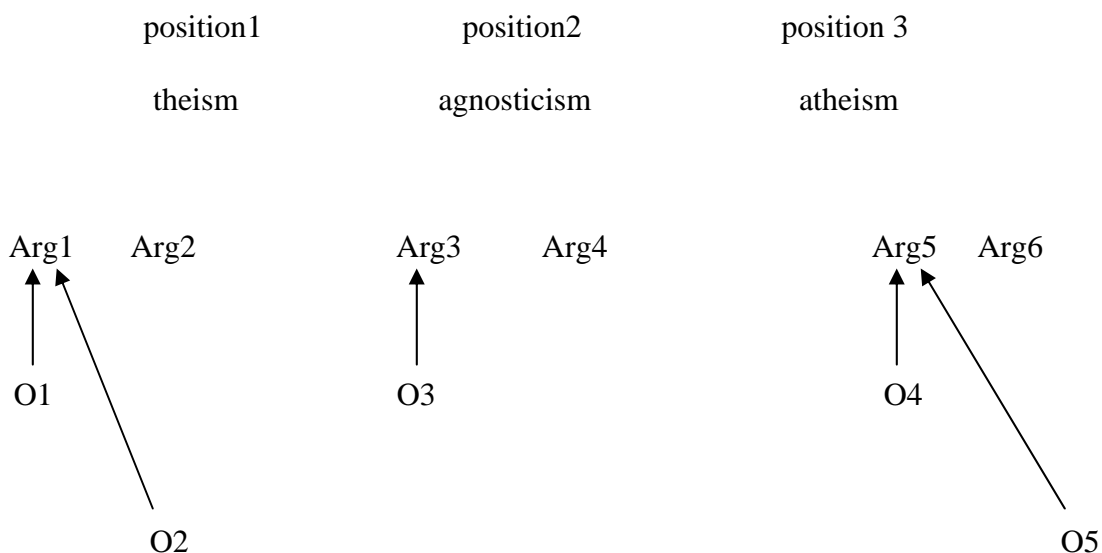 position1 position2 position 3
theism agnosticism atheism
Arg1 Arg2 Arg3 Arg4 Arg5 Arg6
O1 O3 O4
O2 O5